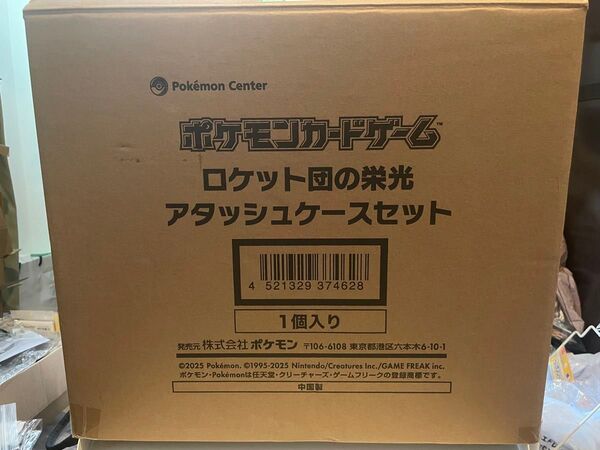 Pokémon Center
ポケモンカードゲーム™
ロケット団の栄光
アタッシュケースセット
4 521329 374628
1個入り
発売元 株式会社ポケモン 〒106-6108 東京都港区六本木6-10-1
©2025 Pokémon. ©1995-2025 Nintendo/Creatures Inc./GAME FREAK inc.
ポケモン・Pokémonは任天堂・クリーチャーズ・ゲームフリークの登録商標です。
中国製